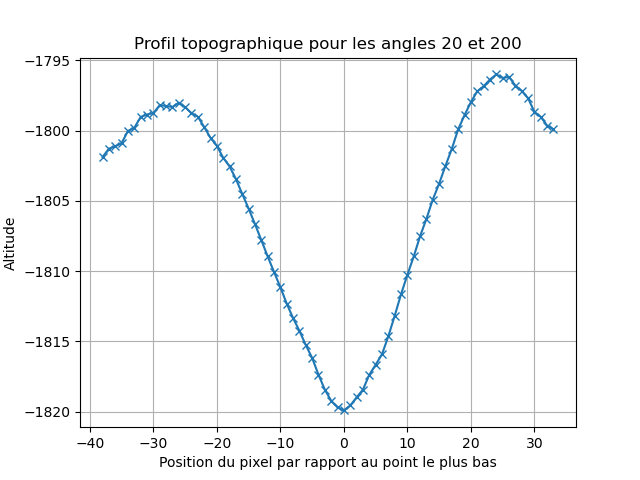 Profil topographique pour les angles 20 et 200
−1795
−1800
−1805
−1810
−1815
−1820
Altitude
−40 −30 −20 −10 0 10 20 30
Position du pixel par rapport au point le plus bas